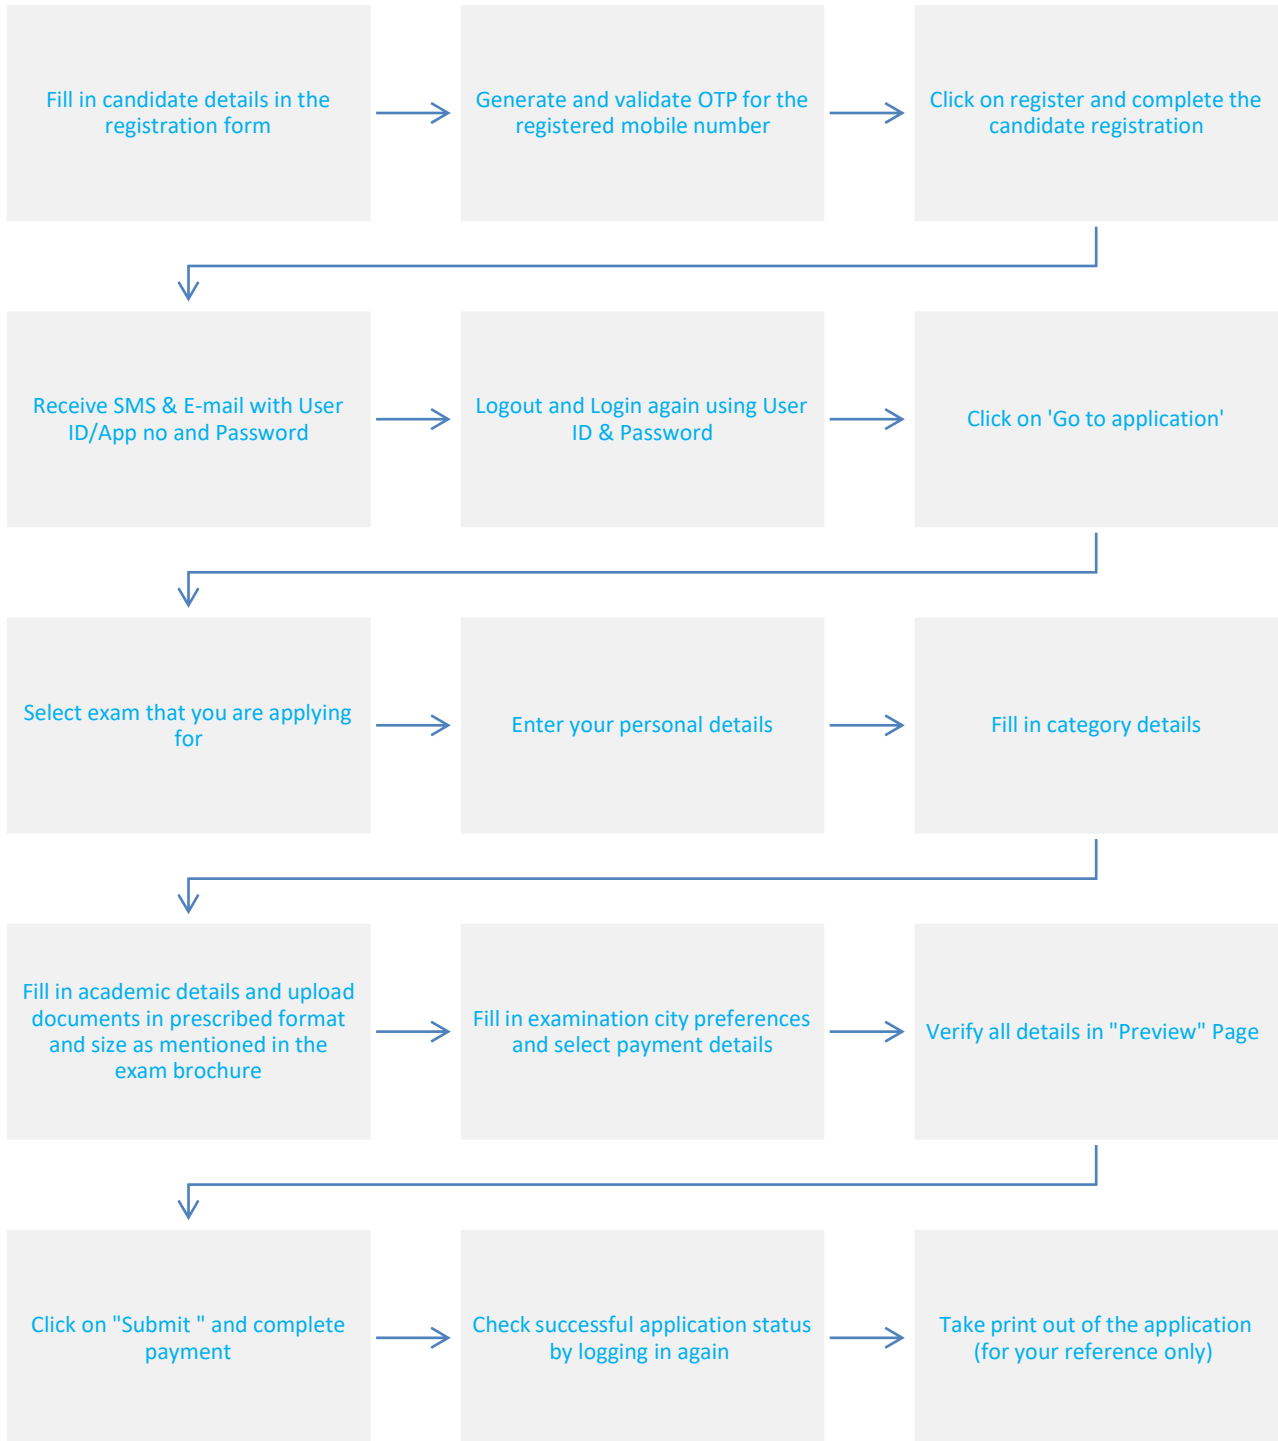 Fill in candidate details in the
registration form
Generate and validate OTP for the
registered mobile number
Click on register and complete the
candidate registration
Receive SMS & E-mail with User
ID/App no and Password
Logout and Login again using User
ID & Password
Click on 'Go to application'
Select exam that you are applying
for
Enter your personal details
Fill in category details
Fill in academic details and upload
documents in prescribed format
and size as mentioned in the
exam brochure
Fill in examination city preferences
and select payment details
Verify all details in "Preview" Page
Click on "Submit " and complete
payment
Check successful application status
by logging in again
Take print out of the application
(for your reference only)